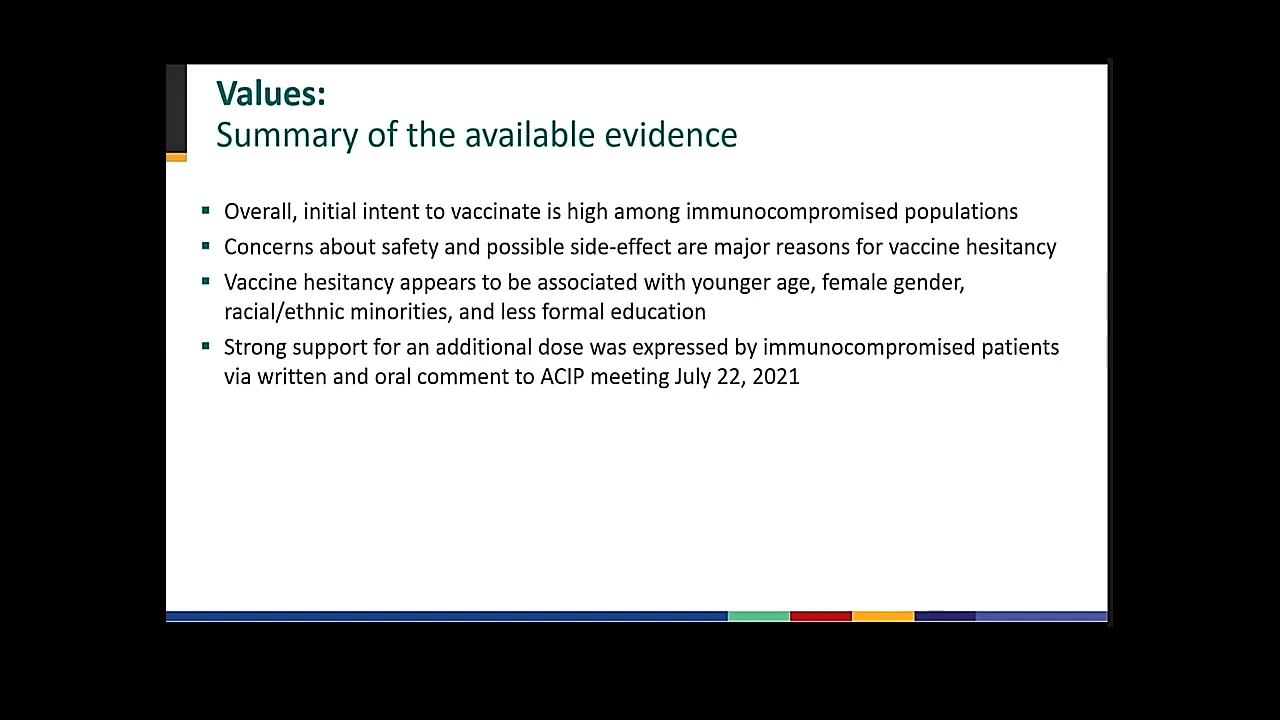 Values:
Summary of the available evidence
▪ Overall, initial intent to vaccinate is high among immunocompromised populations
▪ Concerns about safety and possible side-effect are major reasons for vaccine hesitancy
▪ Vaccine hesitancy appears to be associated with younger age, female gender,
racial/ethnic minorities, and less formal education
▪ Strong support for an additional dose was expressed by immunocompromised patients
via written and oral comment to ACIP meeting July 22, 2021